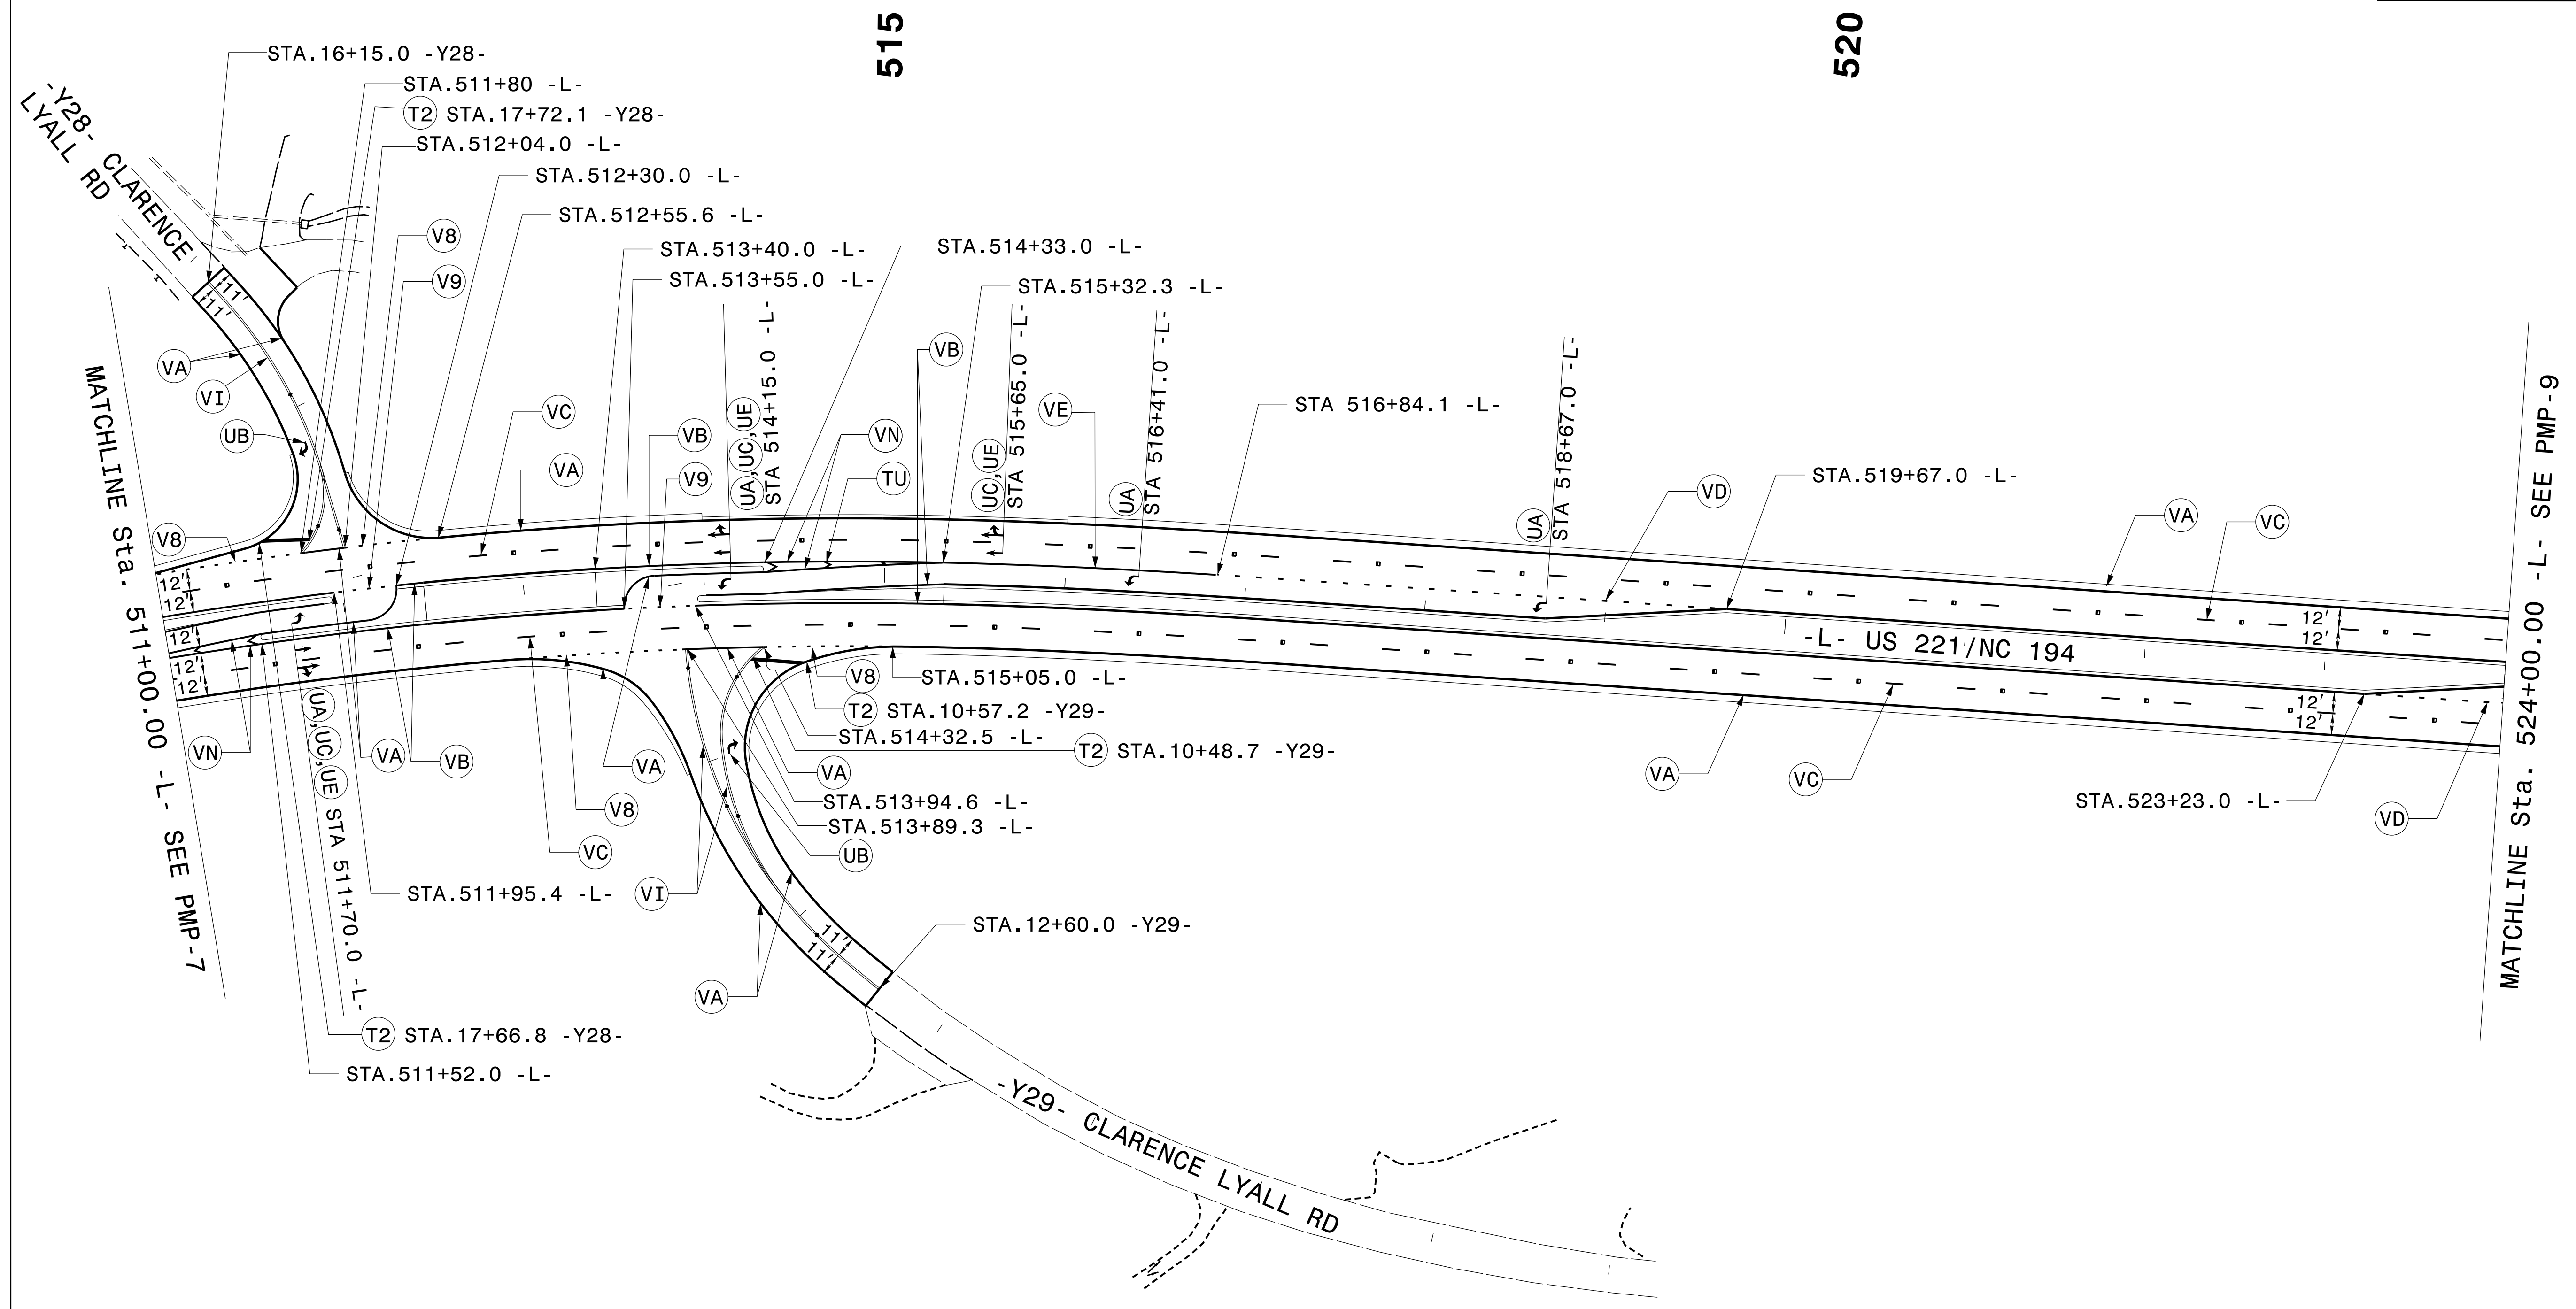 515
520
STA.16+15.0 -Y28-
STA.511+80 -L-
T2 STA.17+72.1 -Y28-
STA.512+04.0 -L-
STA.512+30.0 -L-
STA.512+55.6 -L-
-Y28- CLARENCE
LYALL RD
V8
V9
STA.513+40.0 -L-
STA.513+55.0 -L-
STA.514+33.0 -L-
STA.515+32.3 -L-
11'
11'
VA
VI
UB
VC
VA
VB
V9
UA,UC,UE
STA 514+15.0 -L-
VN
TU
VB
UC,UE
STA 515+65.0 -L-
VE
UA
STA 516+41.0 -L-
STA 516+84.1 -L-
UA
STA 518+67.0 -L-
VD
STA.519+67.0 -L-
VA
VC
V8
12'
12'
12'
12'
12'
12'
12'
-L- US 221/NC 194
12'
12'
MATCHLINE Sta. 511+00.00 -L- SEE PMP-7
MATCHLINE Sta. 524+00.00 -L- SEE PMP-9
VN
UA,UC,UE STA 511+70.0 -L-
VA
VB
VA
V8
VC
V8
STA.515+05.0 -L-
T2 STA.10+57.2 -Y29-
STA.514+32.5 -L-
T2 STA.10+48.7 -Y29-
VA
STA.513+94.6 -L-
STA.513+89.3 -L-
UB
VA
VC
STA.523+23.0 -L-
VD
STA.511+95.4 -L-
VI
STA.12+60.0 -Y29-
11'
11'
VA
T2 STA.17+66.8 -Y28-
STA.511+52.0 -L-
-Y29- CLARENCE LYALL RD